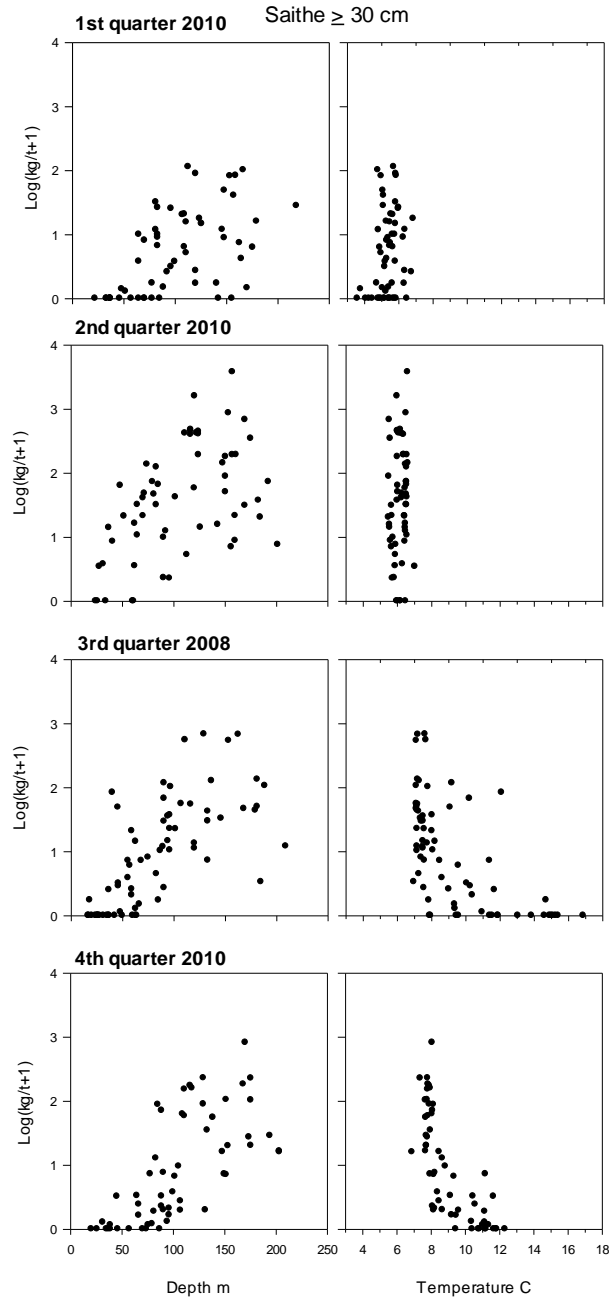 Saithe ≥ 30 cm
1st quarter 2010
4
3
2
1
0
Log(kg/t+1)
2nd quarter 2010
4
3
2
1
0
Log(kg/t+1)
3rd quarter 2008
4
3
2
1
0
Log(kg/t+1)
4th quarter 2010
4
3
2
1
0
Log(kg/t+1)
0 50 100 150 200 250 4 6 8 10 12 14 16 18
Depth m Temperature C